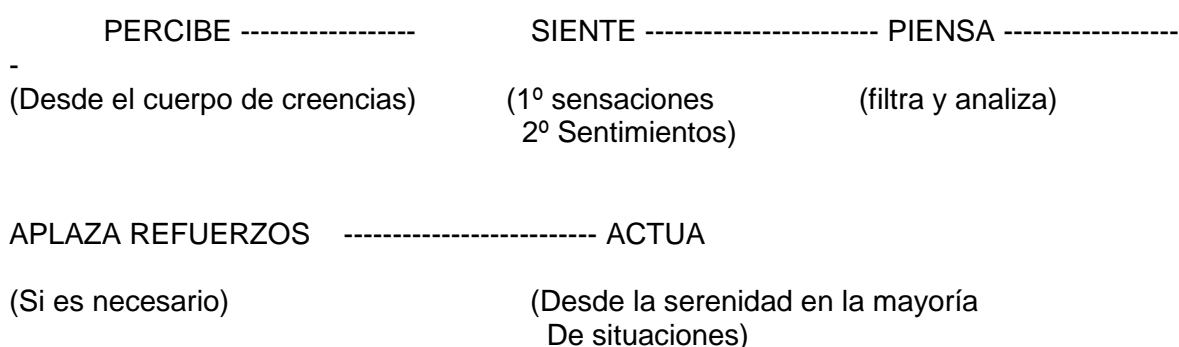 PERCIBE ------------------ SIENTE ------------------------ PIENSA ------------------
-
(Desde el cuerpo de creencias) (1º sensaciones (filtra y analiza)
2º Sentimientos)
APLAZA REFUERZOS -------------------------- ACTUA
(Si es necesario) (Desde la serenidad en la mayoría
De situaciones)